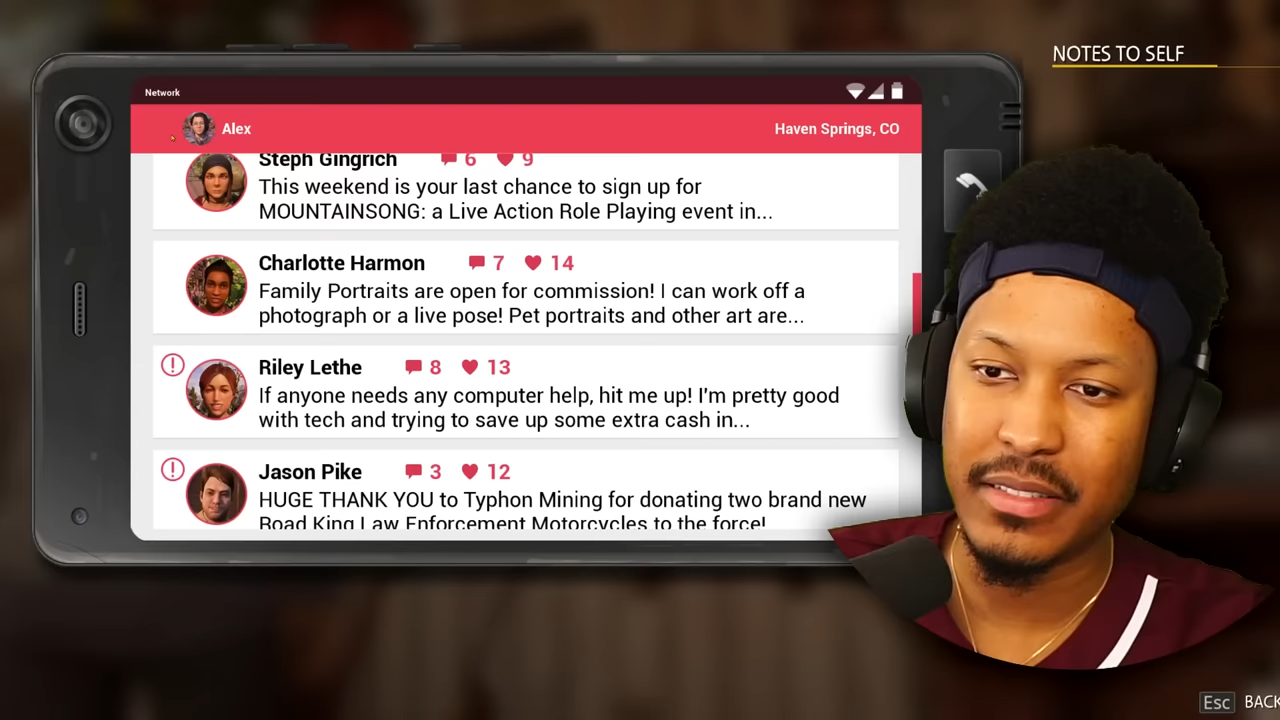 NOTES TO SELF
Network
Alex
Haven Springs, CO
Steph Gingrich 6 9
This weekend is your last chance to sign up for
MOUNTAINSONG: a Live Action Role Playing event in...
Charlotte Harmon 7 14
Family Portraits are open for commission! I can work off a
photograph or a live pose! Pet portraits and other art are...
Riley Lethe 8 13
If anyone needs any computer help, hit me up! I'm pretty good
with tech and trying to save up some extra cash in...
Jason Pike 3 12
HUGE THANK YOU to Typhon Mining for donating two brand new
Road King Law Enforcement Motorcycles to the force!
Esc BACK